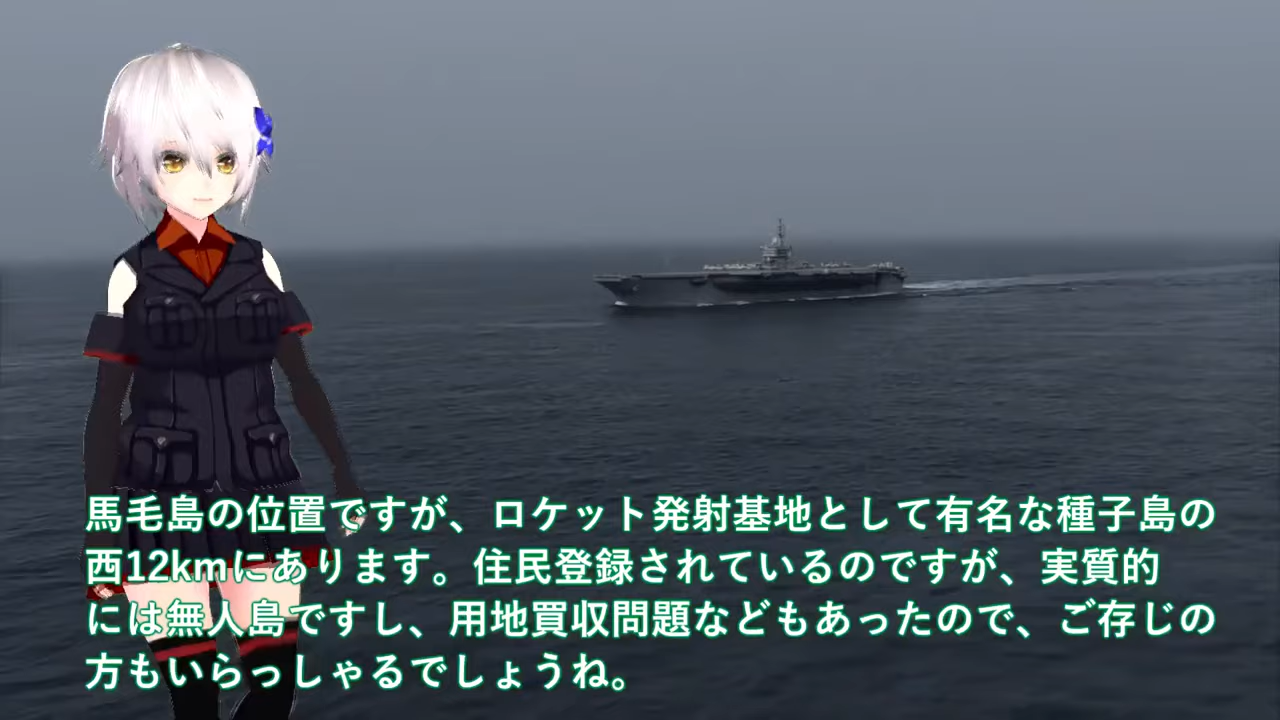 馬毛島の位置ですが、ロケット発射基地として有名な種子島の
西12kmにあります。住民登録されているのですが、実質的
には無人島ですし、用地買収問題などもあったので、ご存じの
方もいらっしゃるでしょうね。